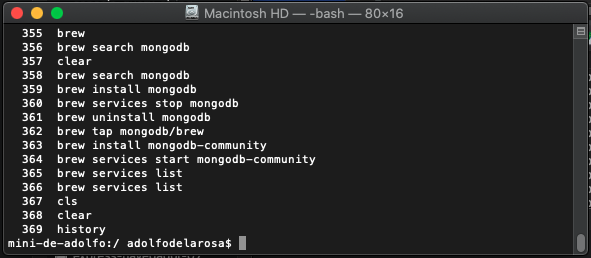 Macintosh HD — -bash — 80×16
355  brew
356  brew search mongodb
357  clear
358  brew search mongodb
359  brew install mongodb
360  brew services stop mongodb
361  brew uninstall mongodb
362  brew tap mongodb/brew
363  brew install mongodb-community
364  brew services start mongodb-community
365  brew services list
366  brew services list
367  cls
368  clear
369  history
mini-de-adolfo:/ adolfodelarosa$